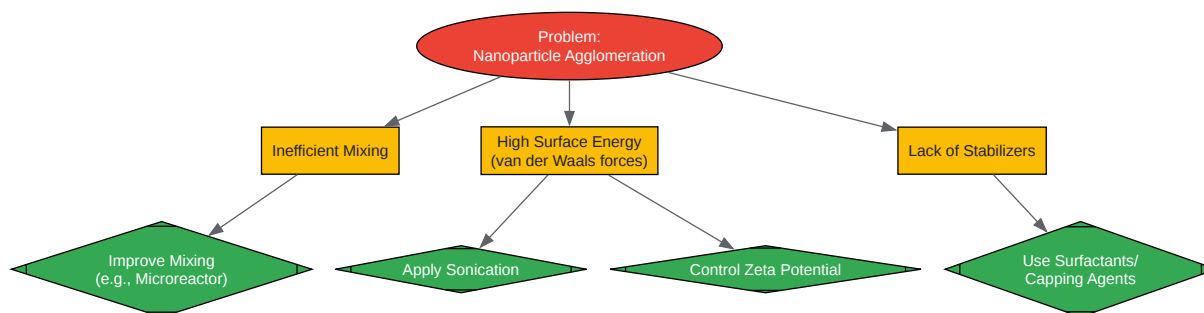 Problem:
Nanoparticle Agglomeration
Inefficient Mixing
High Surface Energy
(van der Waals forces)
Lack of Stabilizers
Improve Mixing
(e.g., Microreactor)
Apply Sonication
Control Zeta Potential
Use Surfactants/
Capping Agents